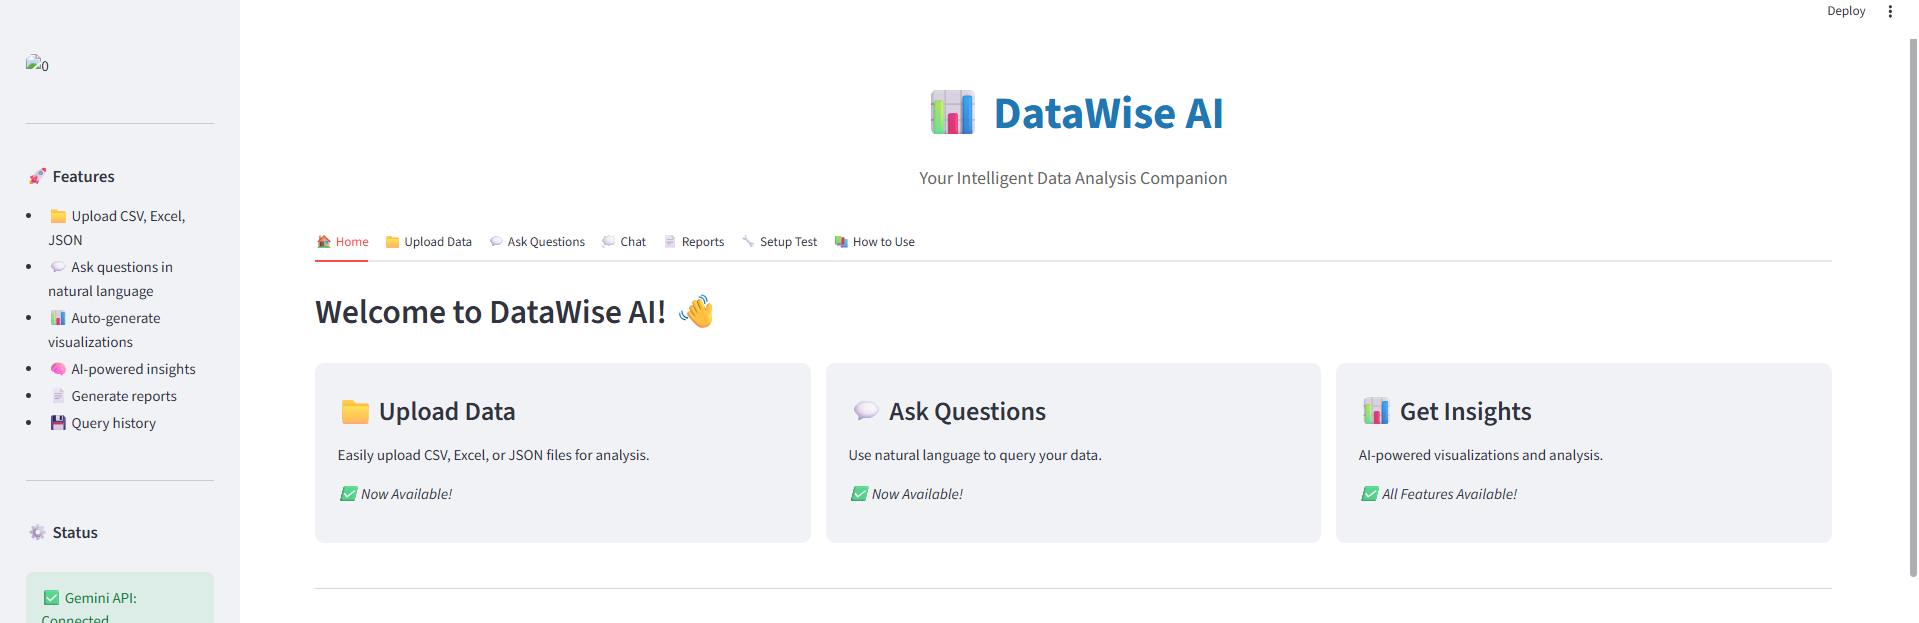 Deploy
0
🚀 Features
📁 Upload CSV, Excel,
JSON
💬 Ask questions in
natural language
📊 Auto-generate
visualizations
🧠 AI-powered insights
📄 Generate reports
💾 Query history
⚙️ Status
✅ Gemini API:
Connected
📊 DataWise AI
Your Intelligent Data Analysis Companion
🏠 Home 📁 Upload Data 💬 Ask Questions 💭 Chat 📄 Reports 🔧 Setup Test 📚 How to Use
Welcome to DataWise AI! 👋
📁 Upload Data
Easily upload CSV, Excel, or JSON files for analysis.
✅ Now Available!
💬 Ask Questions
Use natural language to query your data.
✅ Now Available!
📊 Get Insights
AI-powered visualizations and analysis.
✅ All Features Available!